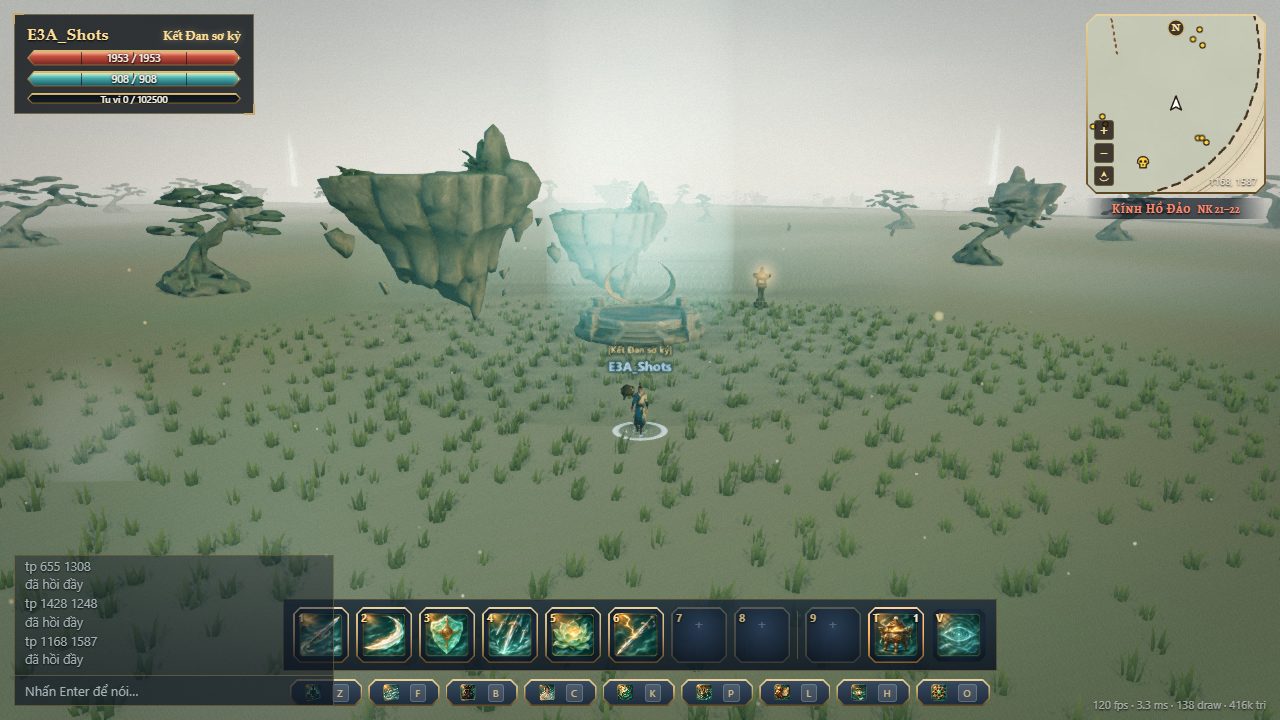 E3A_Shots
Kết Đan sơ kỳ
1953 / 1953
908 / 908
Tu vi 0 / 102500
N
+
−
1168, 1587
Kính Hồ Đảo NK 21–22
[Kết Đan sơ kỳ]
E3A_Shots
tp 655 1308
đã hồi đầy
tp 1428 1248
đã hồi đầy
tp 1168 1587
đã hồi đầy
Nhấn Enter để nói...
1 2 3 4 5 6 7 8 9 T 1 V
+ + +
Z F B C K P L H O
120 fps · 3.3 ms · 138 draw · 416k tri